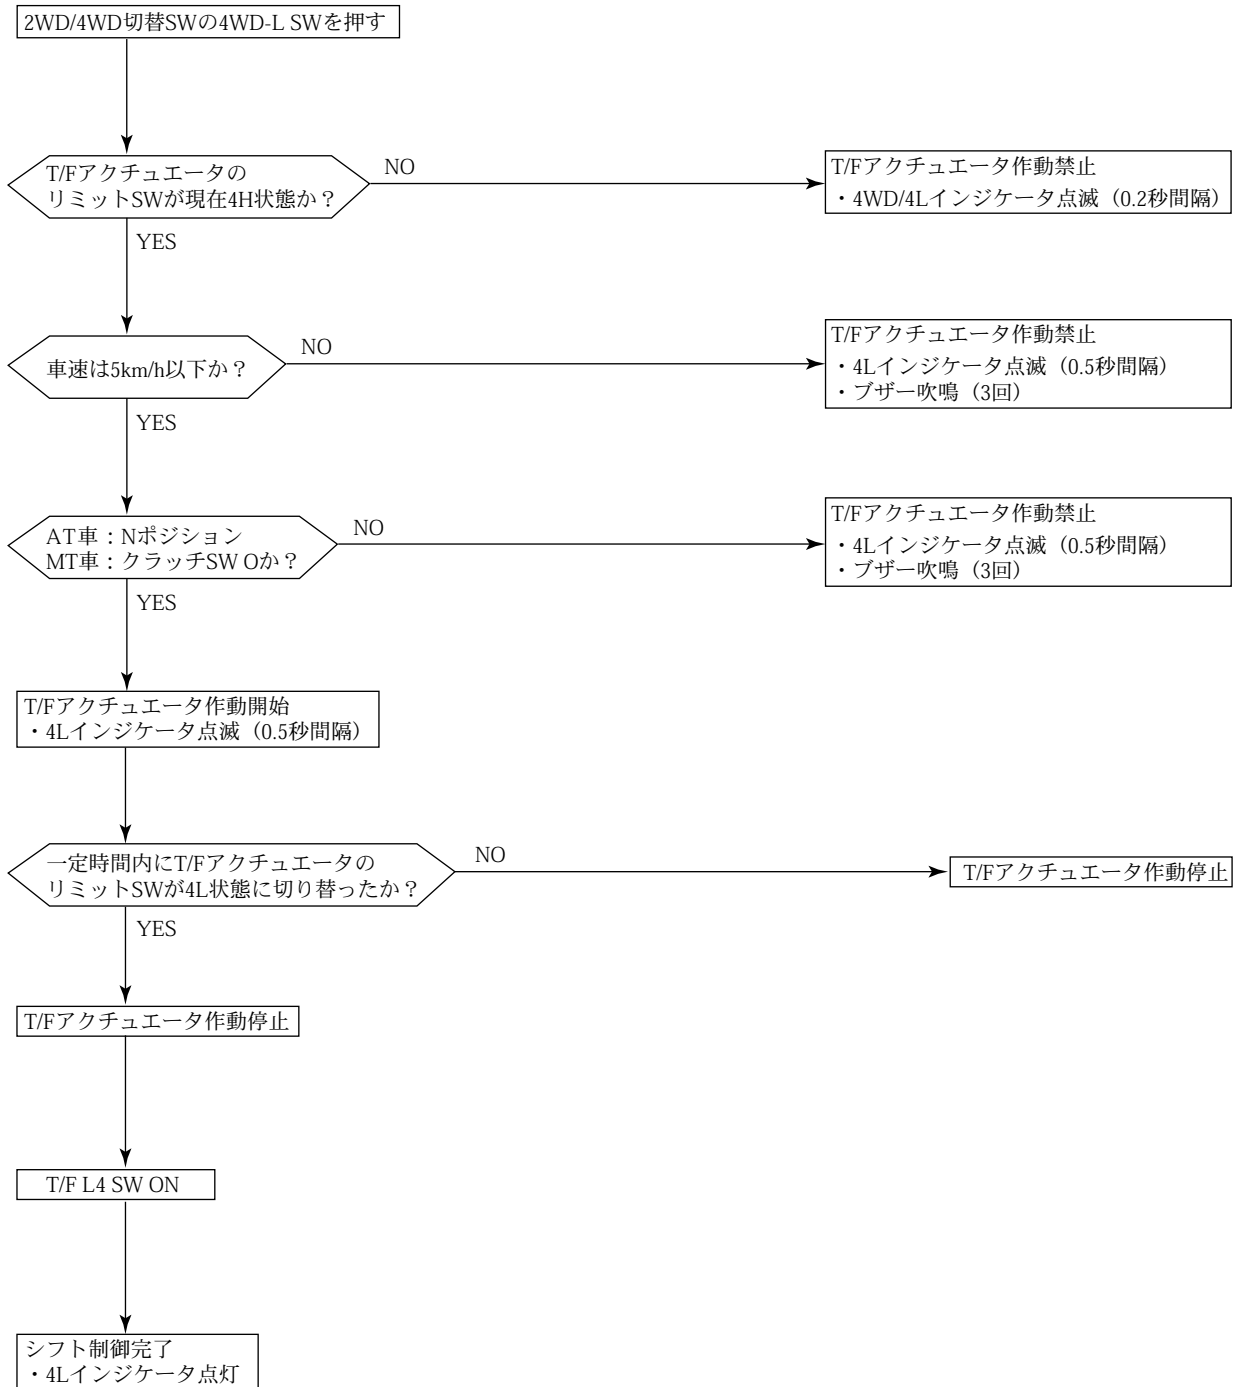 2WD/4WD切替SWの4WD-L SWを押す
T/Fアクチュエータの
リミットSWが現在4H状態か？
NO
T/Fアクチュエータ作動禁止
・4WD/4Lインジケータ点滅（0.2秒間隔）
YES
車速は5km/h以下か？
NO
T/Fアクチュエータ作動禁止
・4Lインジケータ点滅（0.5秒間隔）
・ブザー吹鳴（3回）
YES
AT車：Nポジション
MT車：クラッチSW Oか？
NO
T/Fアクチュエータ作動禁止
・4Lインジケータ点滅（0.5秒間隔）
・ブザー吹鳴（3回）
YES
T/Fアクチュエータ作動開始
・4Lインジケータ点滅（0.5秒間隔）
一定時間内にT/Fアクチュエータの
リミットSWが4L状態に切り替ったか？
NO
T/Fアクチュエータ作動停止
YES
T/Fアクチュエータ作動停止
T/F L4 SW ON
シフト制御完了
・4Lインジケータ点灯